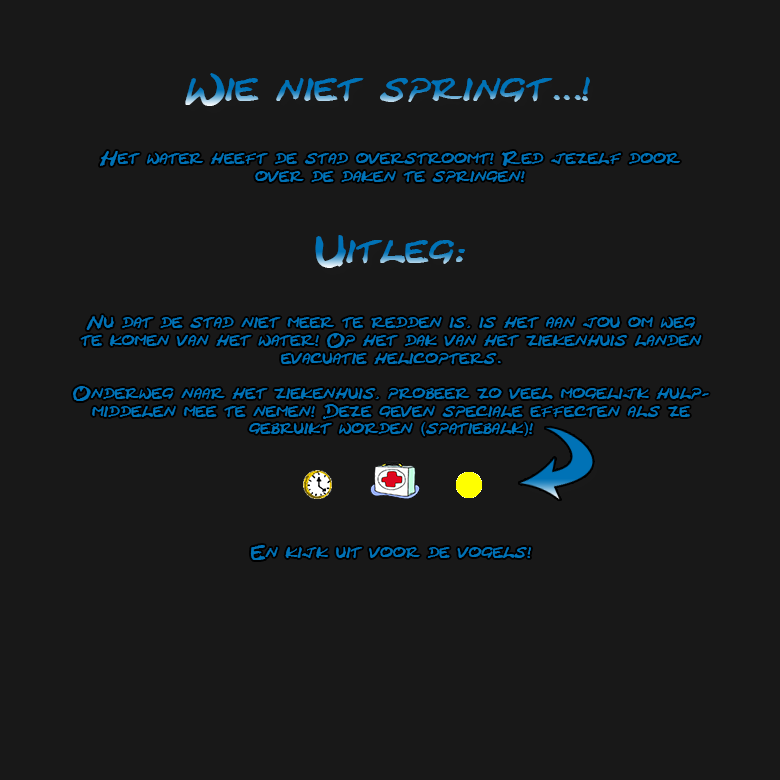 Wie niet springt...!
Het water heeft de stad overstroomt! Red jezelf door
over de daken te springen!
Uitleg:
Nu dat de stad niet meer te redden is, is het aan jou om weg
te komen van het water! Op het dak van het ziekenhuis landen
evacuatie helicopters.
Onderweg naar het ziekenhuis, probeer zo veel mogelijk hulp-
middelen mee te nemen! Deze geven speciale effecten als ze
gebruikt worden (spatiebalk)!
En kijk uit voor de vogels!